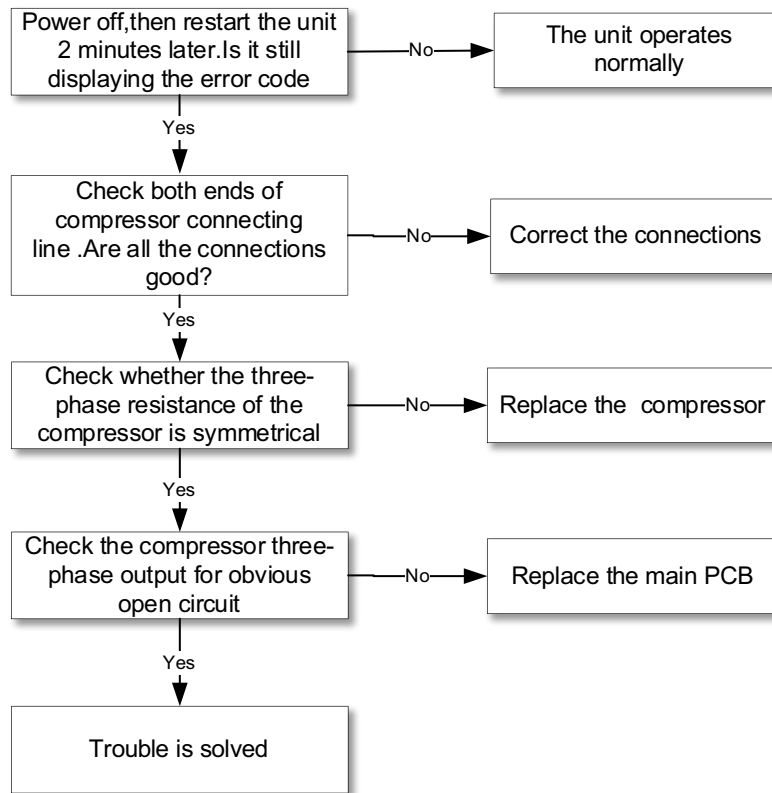 Power off,then restart the unit
2 minutes later.Is it still
displaying the error code
No
The unit operates
normally
Yes
Check both ends of
compressor connecting
line .Are all the connections
good?
No
Correct the connections
Yes
Check whether the three-
phase resistance of the
compressor is symmetrical
No
Replace the  compressor
Yes
Check the compressor three-
phase output for obvious
open circuit
No
Replace the main PCB
Yes
Trouble is solved